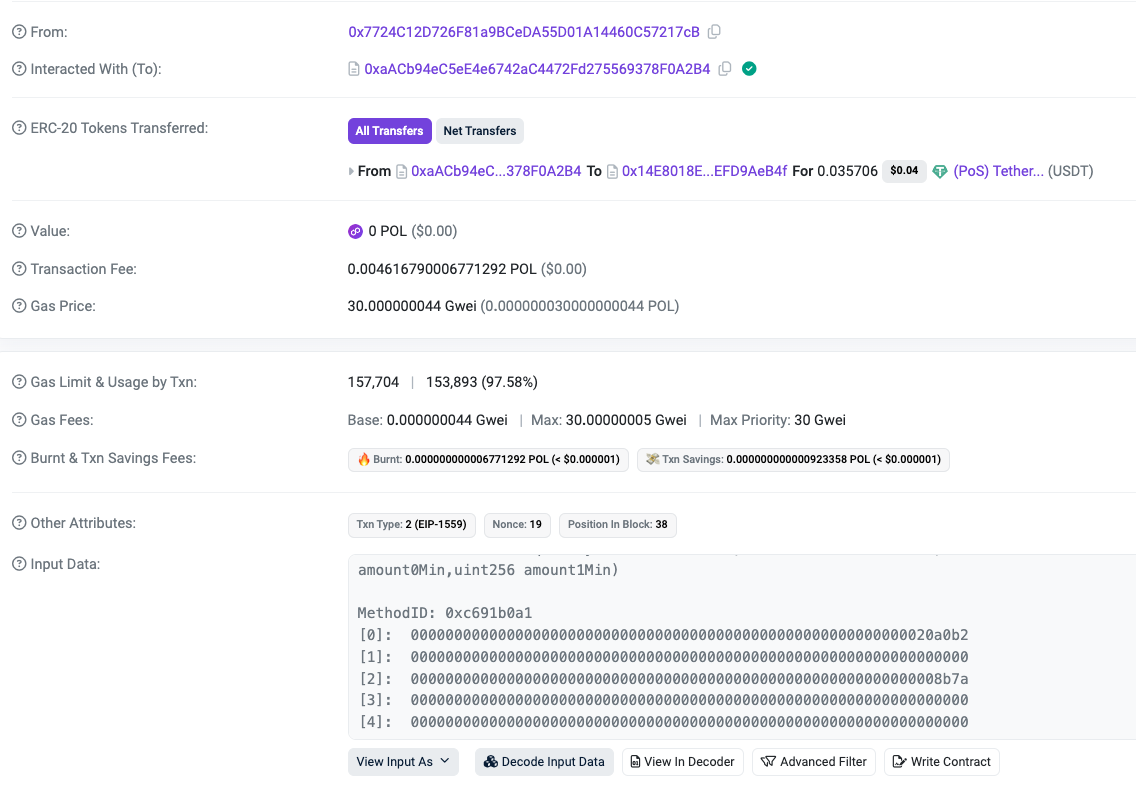 From: 0x7724C12D726F81a9BCeDA55D01A14460C57217cB
Interacted With (To): 0xaACb94eC5eE4e6742aC4472Fd275569378F0A2B4
ERC-20 Tokens Transferred:
All Transfers Net Transfers
From 0xaACb94eC...378F0A2B4 To 0x14E8018E...EFD9AeB4f For 0.035706 $0.04 (PoS) Tether... (USDT)
Value: 0 POL ($0.00)
Transaction Fee: 0.004616790006771292 POL ($0.00)
Gas Price: 30.000000044 Gwei (0.000000030000000044 POL)
Gas Limit & Usage by Txn: 157,704 | 153,893 (97.58%)
Gas Fees: Base: 0.000000044 Gwei | Max: 30.00000005 Gwei | Max Priority: 30 Gwei
Burnt & Txn Savings Fees: Burnt: 0.000000000006771292 POL (< $0.000001) Txn Savings: 0.000000000000923358 POL (< $0.000001)
Other Attributes: Txn Type: 2 (EIP-1559) Nonce: 19 Position In Block: 38
Input Data:
amount0Min,uint256 amount1Min)
MethodID: 0xc691b0a1
[0]: 000000000000000000000000000000000000000000000000000000000020a0b2
[1]: 0000000000000000000000000000000000000000000000000000000000000000
[2]: 0000000000000000000000000000000000000000000000000000000000008b7a
[3]: 0000000000000000000000000000000000000000000000000000000000000000
[4]: 0000000000000000000000000000000000000000000000000000000000000000
View Input As Decode Input Data View In Decoder Advanced Filter Write Contract